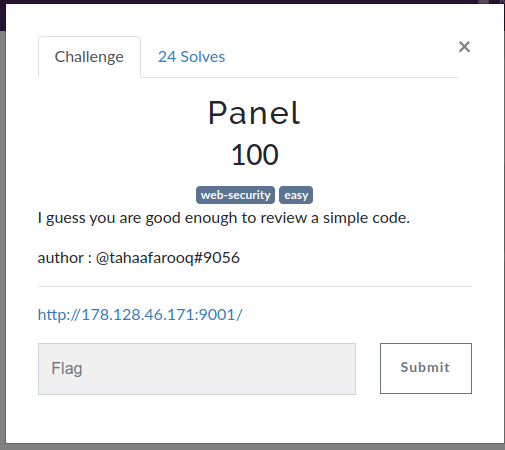 Challenge
24 Solves
×
Panel
100
web-security easy
I guess you are good enough to review a simple code.
author : @tahaafarooq#9056
http://178.128.46.171:9001/
Flag
Submit